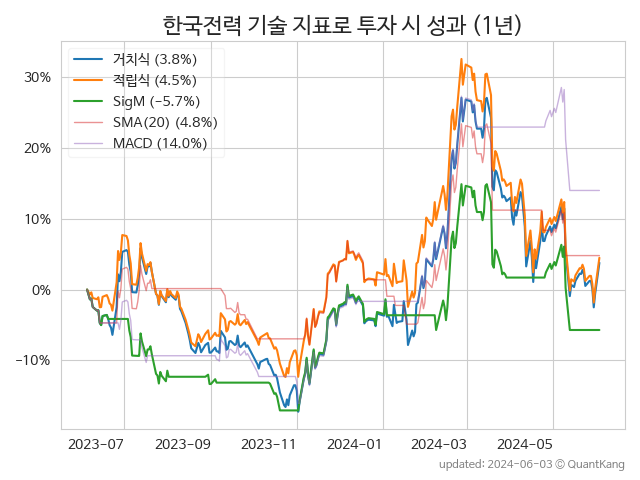 한국전력 기술 지표로 투자 시 성과 (1년)
거치식 (3.8%)
적립식 (4.5%)
SigM (−5.7%)
SMA(20) (4.8%)
MACD (14.0%)
30%
20%
10%
0%
−10%
2023−07
2023−09
2023−11
2024−01
2024−03
2024−05
updated: 2024-06-03 © QuantKang